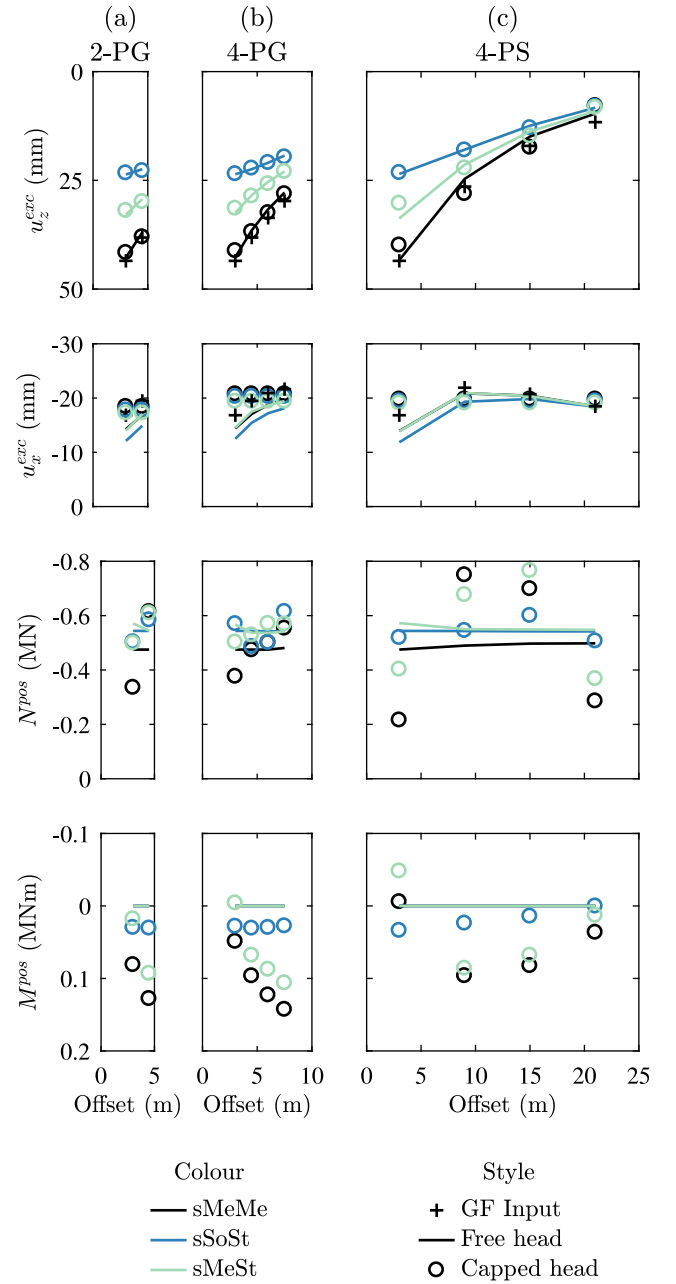 (a) (b) (c)
2-PG 4-PG 4-PS
0
25
50
u_z^{exc} (mm)
-30
-20
-10
0
u_x^{exc} (mm)
-0.8
-0.6
-0.4
-0.2
0
N^{pos} (MN)
-0.1
0
0.1
0.2
M^{pos} (MNm)
0 5 0 5 10 0 5 10 15 20 25
Offset (m) Offset (m) Offset (m)
Colour Style
sMeMe GF Input
sSoSt Free head
sMeSt Capped head